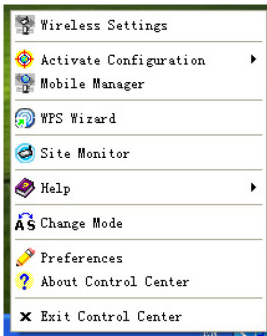 Wireless Settings
Activate Configuration
Mobile Manager
WPS Wizard
Site Monitor
Help
Change Mode
Preferences
About Control Center
Exit Control Center